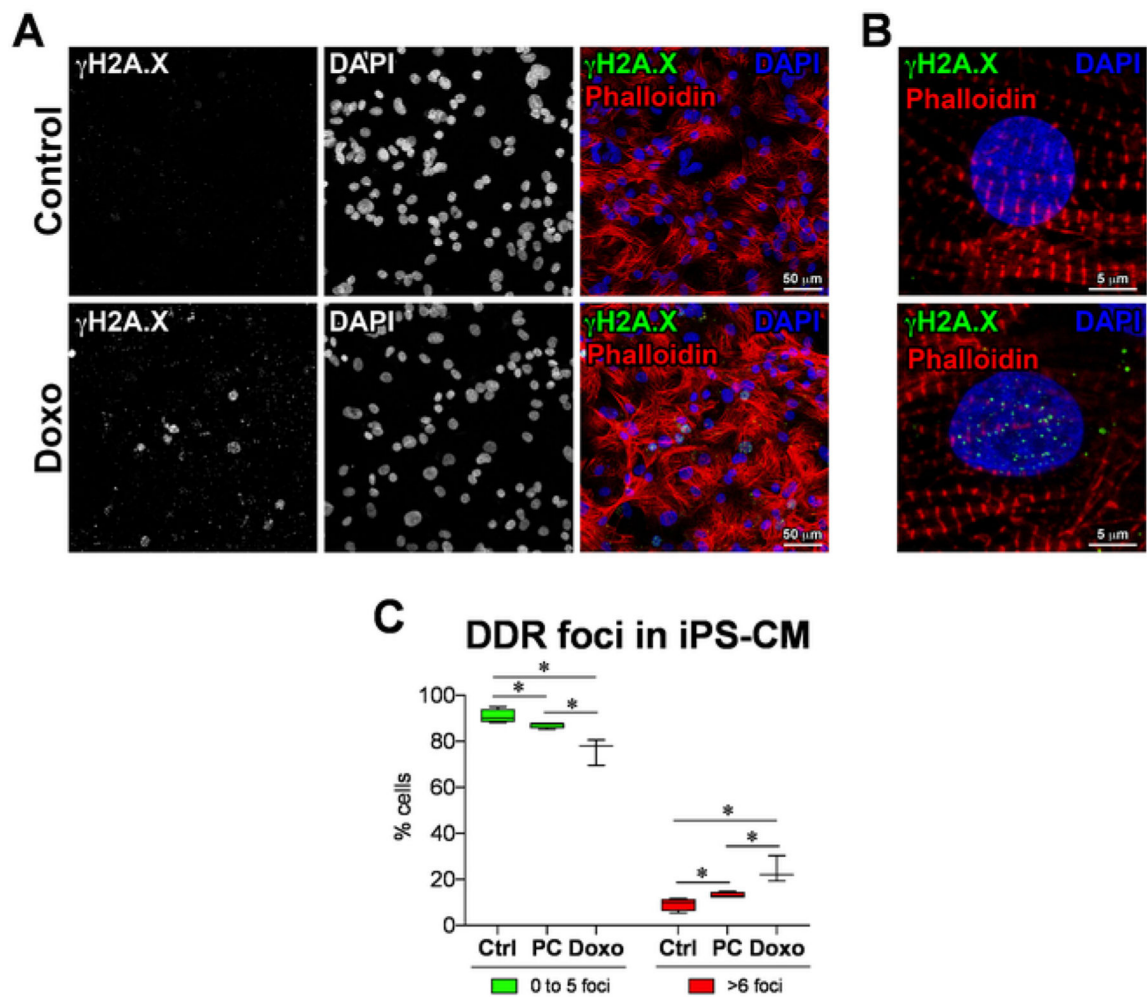 A
B
γH2A.X
DAPI
γH2A.X DAPI
Phalloidin
γH2A.X DAPI
Phalloidin
Control
50 µm
5 µm
γH2A.X
DAPI
γH2A.X DAPI
Phalloidin
γH2A.X DAPI
Phalloidin
Doxo
50 µm
5 µm
C
DDR foci in iPS-CM
* * *
* * *
% cells
100
80
60
40
20
0
Ctrl PC Doxo Ctrl PC Doxo
0 to 5 foci >6 foci